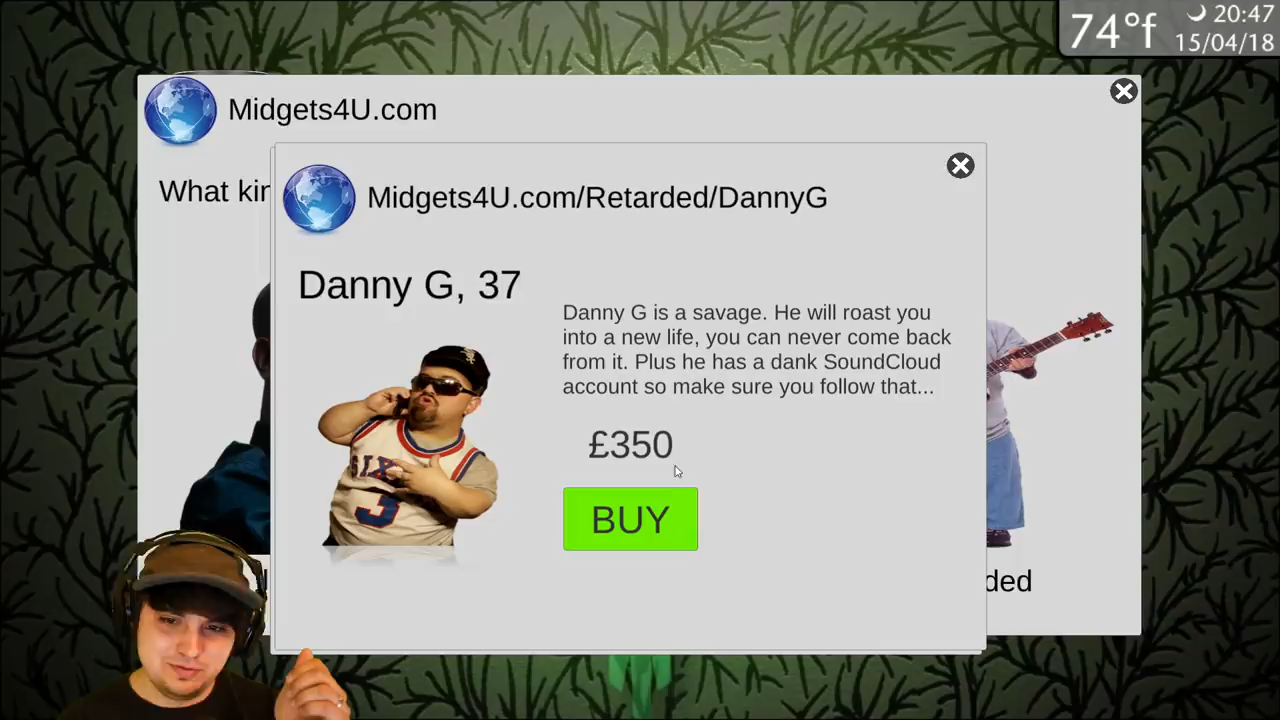 74°f
20:47
15/04/18
Midgets4U.com
What kin
Midgets4U.com/Retarded/DannyG
Danny G, 37
Danny G is a savage. He will roast you
into a new life, you can never come back
from it. Plus he has a dank SoundCloud
account so make sure you follow that...
SIX
3
£350
BUY
ded